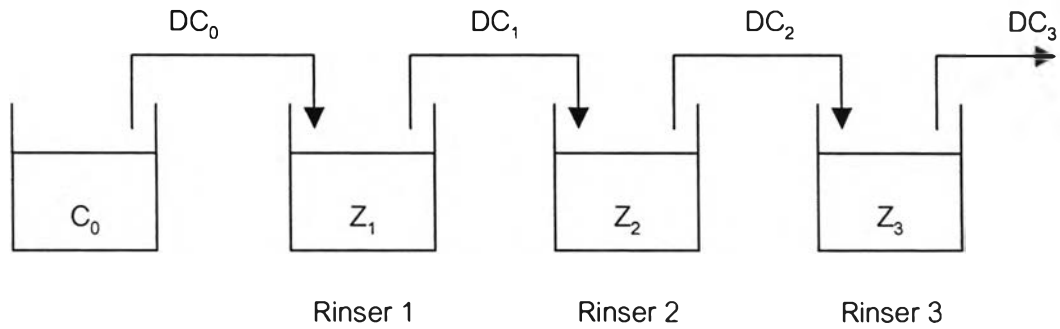 DC₀ DC₁ DC₂ DC₃
C₀ Z₁ Z₂ Z₃
Rinser 1 Rinser 2 Rinser 3